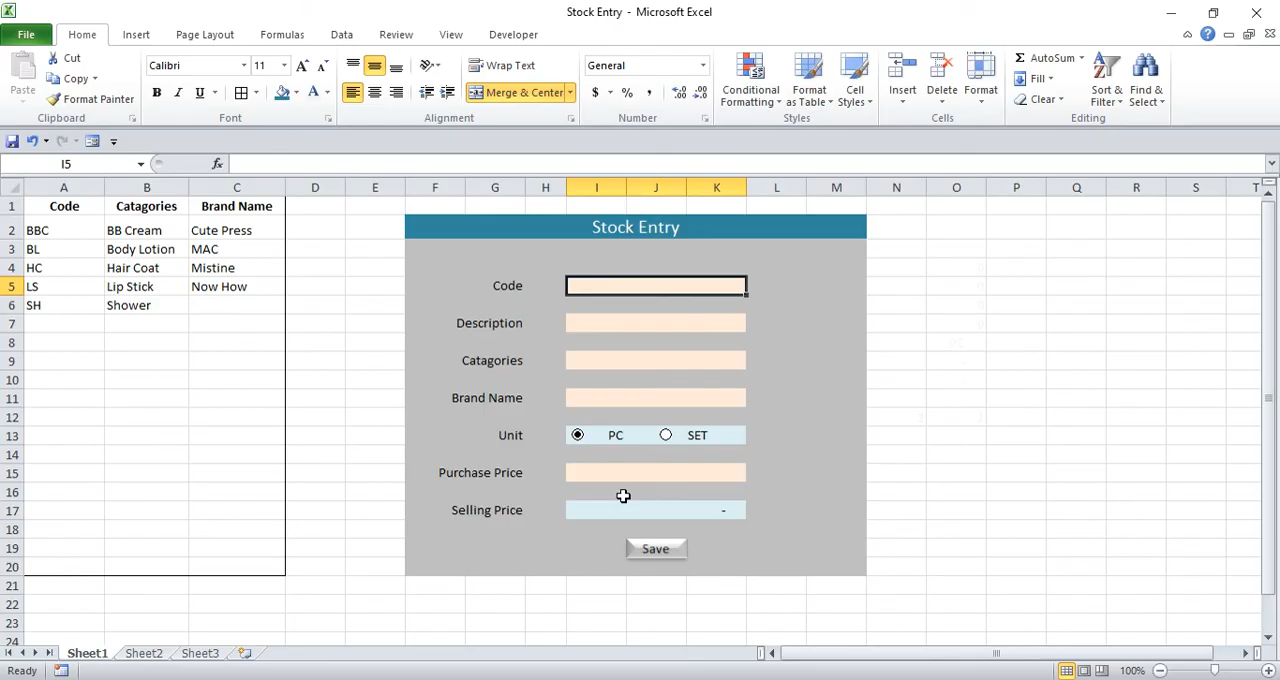 Stock Entry - Microsoft Excel
File Home Insert Page Layout Formulas Data Review View Developer
Paste
Cut
Copy
Format Painter
Calibri 11
B I U
Wrap Text
Merge & Center
General
$ % ,
Conditional Formatting
Format as Table
Cell Styles
Insert Delete Format
AutoSum
Fill
Clear
Sort & Filter
Find & Select
Clipboard Font Alignment Number Styles Cells Editing
I5 fx
A B C D E F G H I J K L M N O P Q R S T
1 Code Catagories Brand Name
Stock Entry
2 BBC BB Cream Cute Press
3 BL Body Lotion MAC
4 HC Hair Coat Mistine
5 LS Lip Stick Now How Code
6 SH Shower
7 Description
8
9 Catagories
10
11 Brand Name
12
13 Unit PC SET
14
15 Purchase Price
16
17 Selling Price -
18
19 Save
20
21
22
23
24
Sheet1 Sheet2 Sheet3
Ready 100%